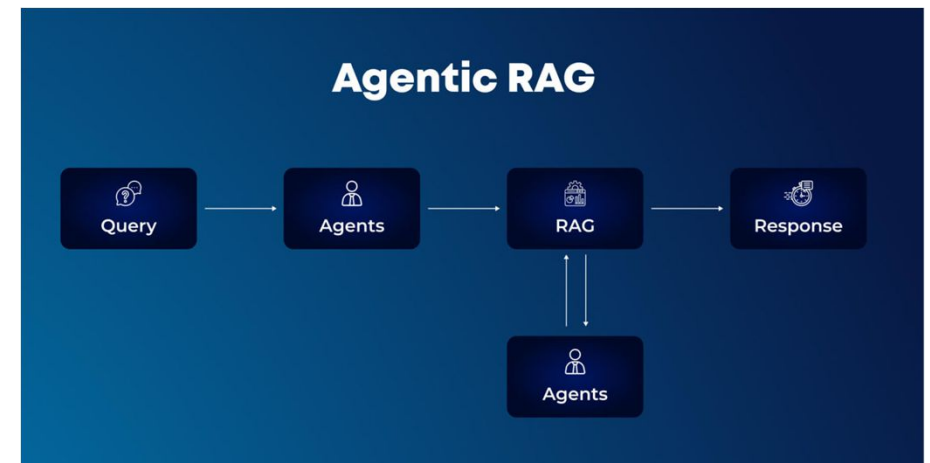 Agentic RAG
Query
Agents
RAG
Response
Agents